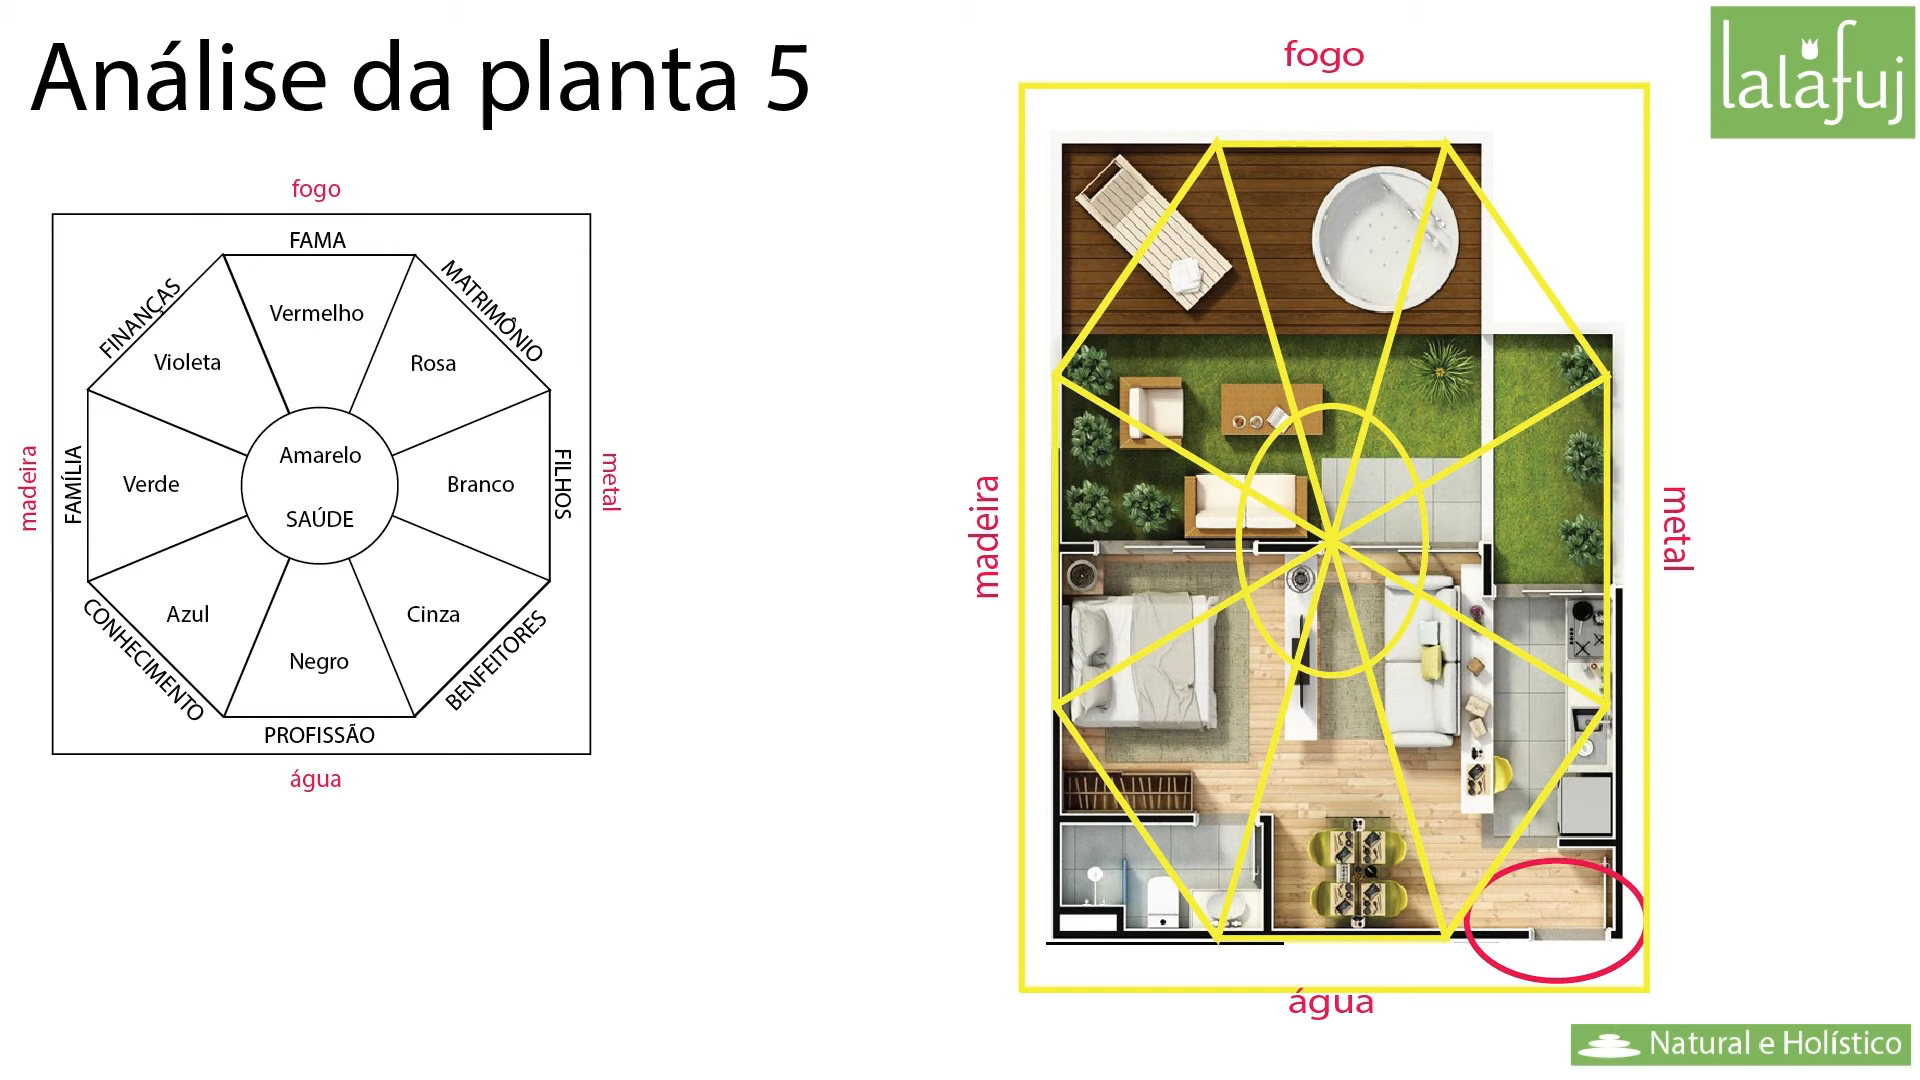 Análise da planta 5
lalafuj
fogo
FAMA
FINANÇAS
MATRIMÔNIO
Vermelho
Violeta
Rosa
madeira
FAMÍLIA
Verde
Amarelo
SAÚDE
Branco
FILHOS
metal
Azul
Cinza
Negro
CONHECIMENTO
BENFEITORES
PROFISSÃO
água
fogo
madeira
metal
água
Natural e Holístico